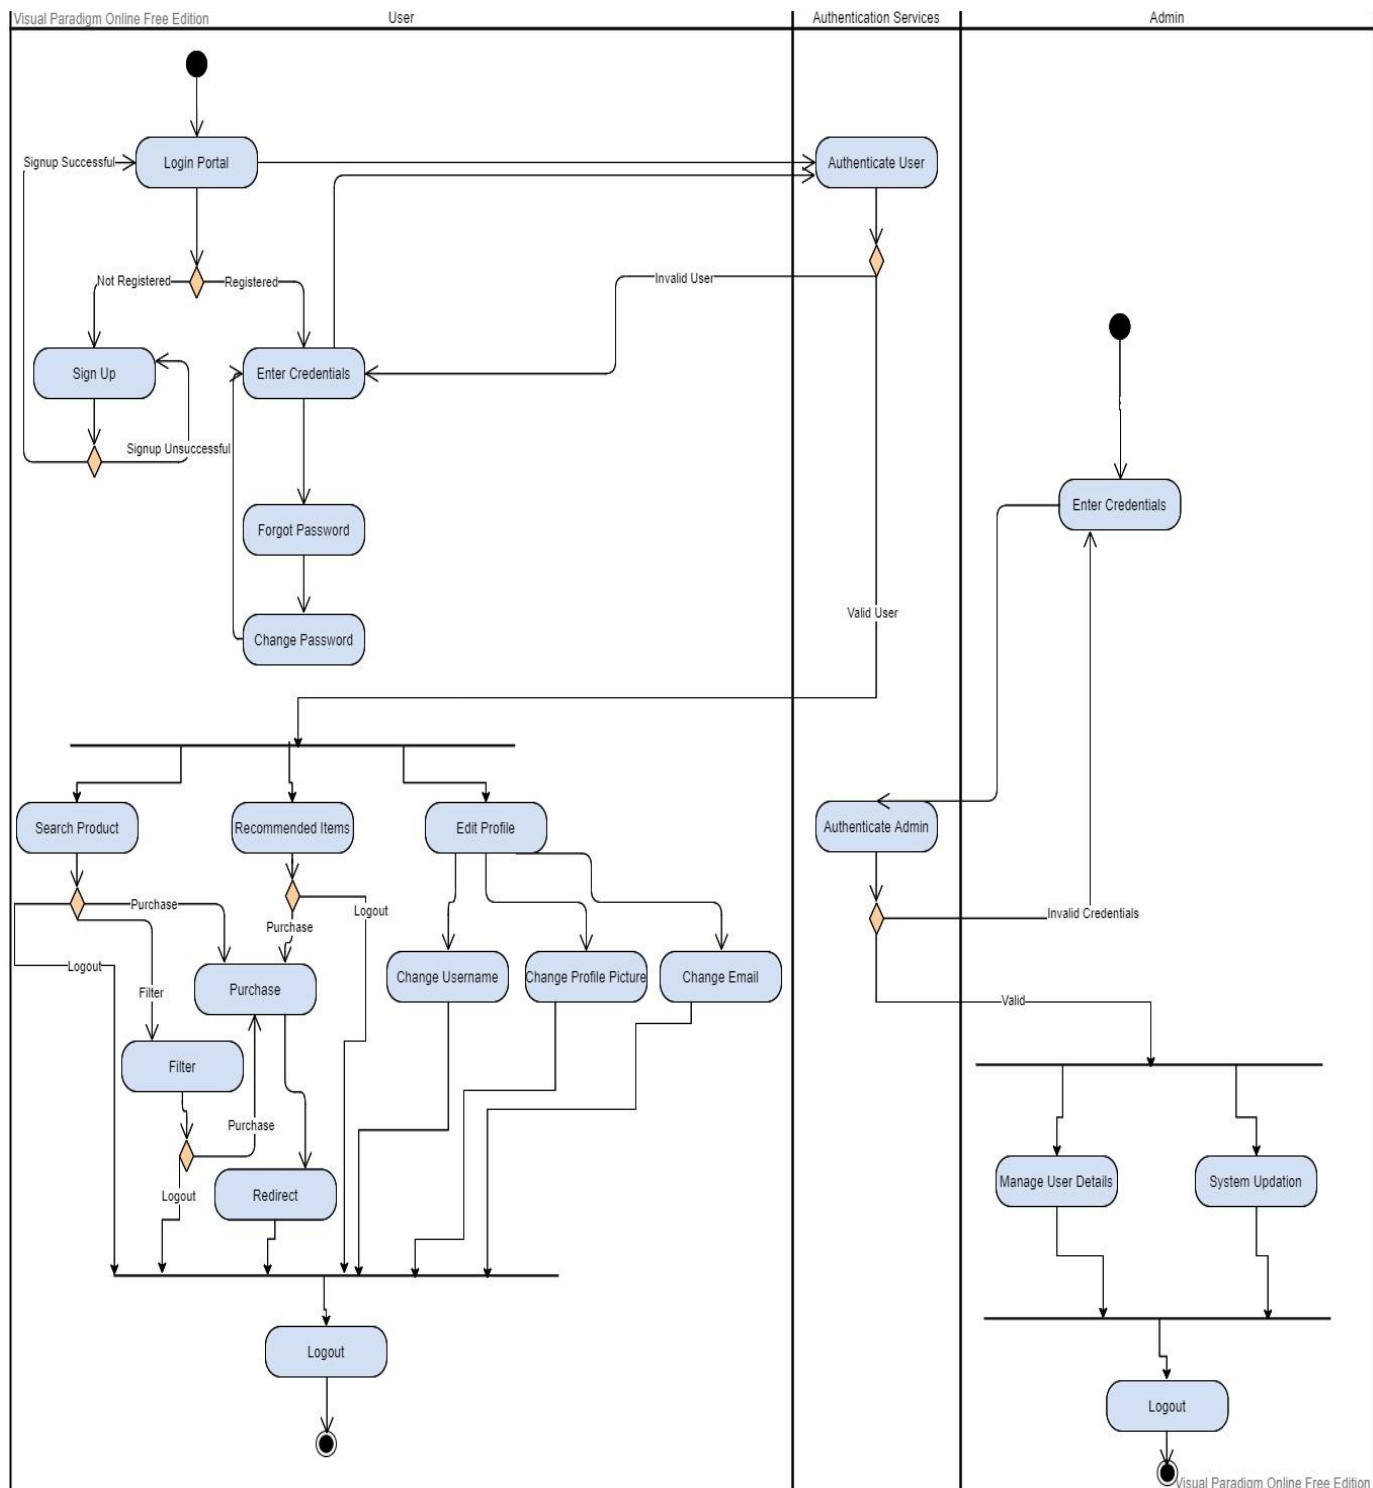 Visual Paradigm Online Free Edition
User
Authentication Services
Admin
Signup Successful
Login Portal
Authenticate User
Not Registered
Registered
Invalid User
Sign Up
Enter Credentials
Signup Unsuccessful
Enter Credentials
Forgot Password
Valid User
Change Password
Search Product
Recommended Items
Edit Profile
Authenticate Admin
Purchase
Logout
Purchase
Invalid Credentials
Logout
Change Username
Change Profile Picture
Change Email
Purchase
Filter
Valid
Filter
Purchase
Manage User Details
System Updation
Logout
Redirect
Logout
Logout
Visual Paradigm Online Free Edition